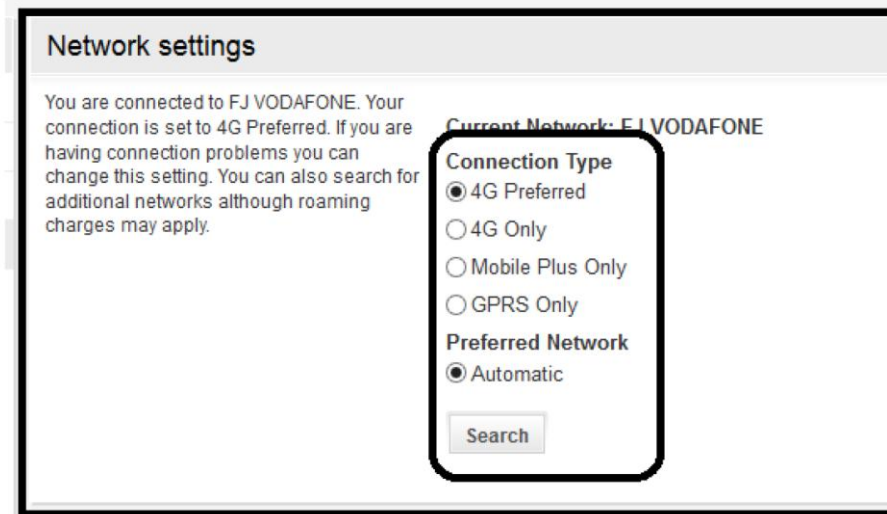 Network settings
You are connected to FJ VODAFONE. Your
connection is set to 4G Preferred. If you are
having connection problems you can
change this setting. You can also search for
additional networks although roaming
charges may apply.
Current Network: FJ VODAFONE
Connection Type
4G Preferred
4G Only
Mobile Plus Only
GPRS Only
Preferred Network
Automatic
Search